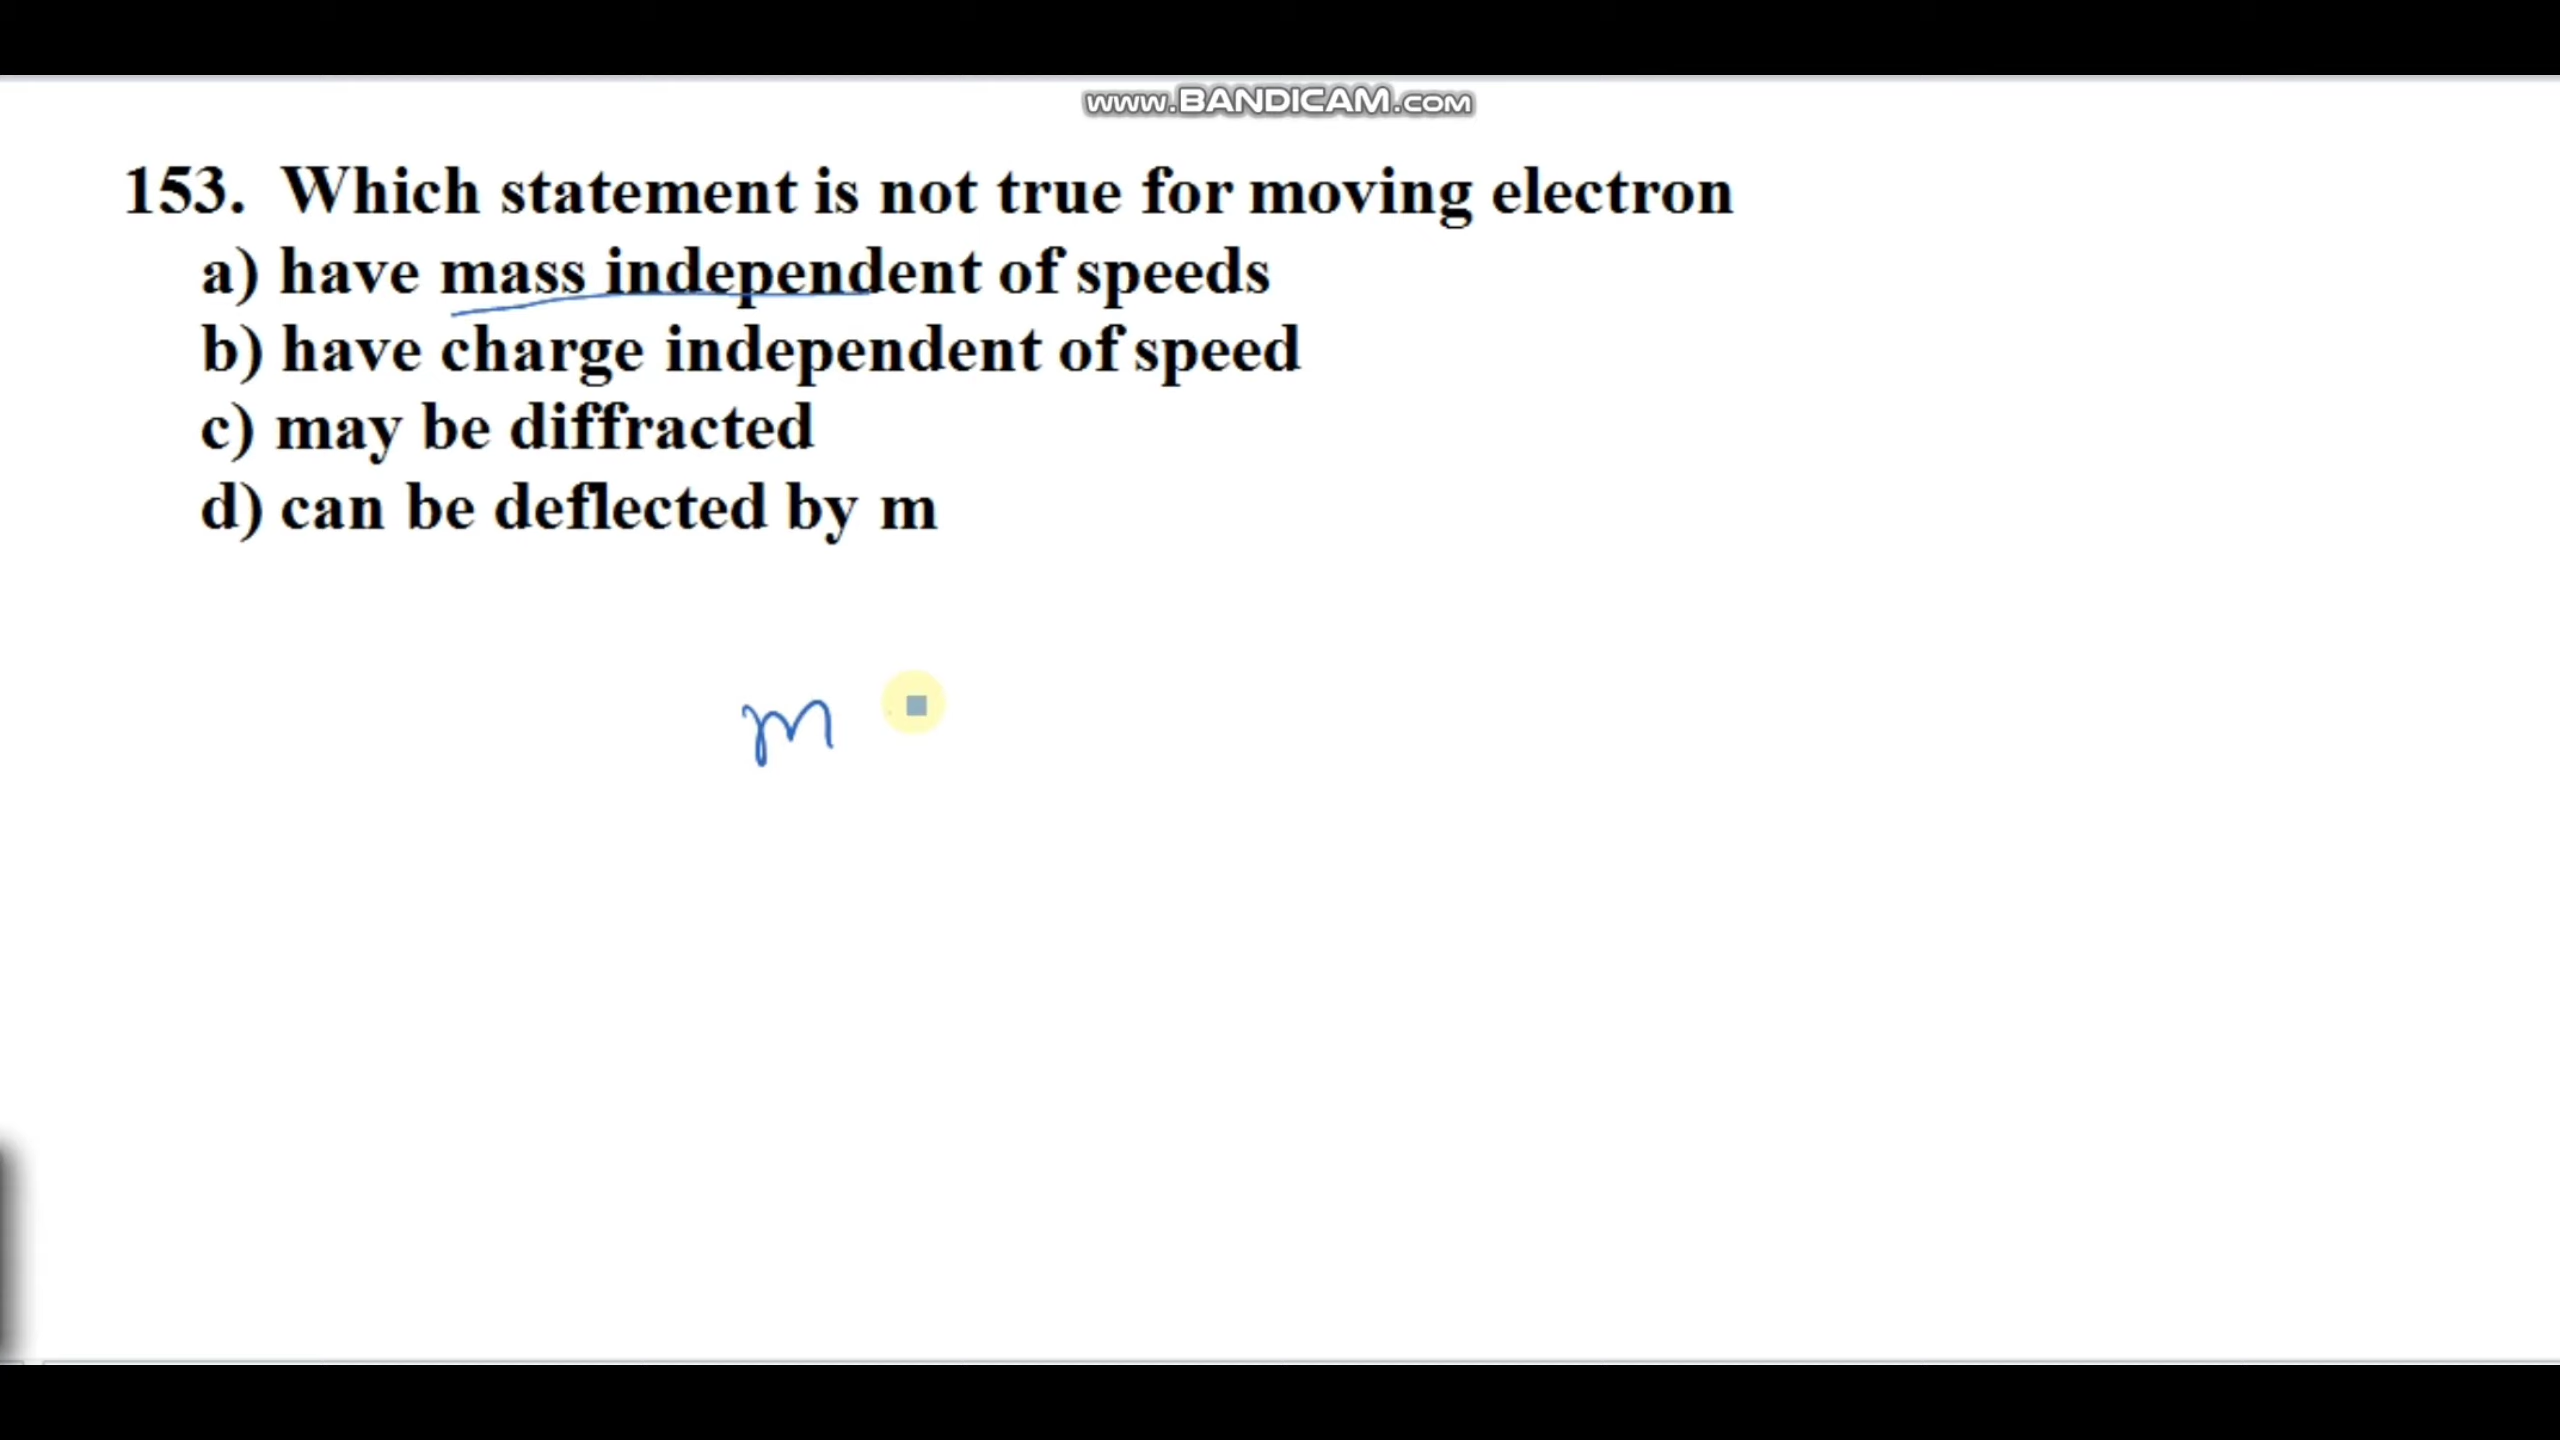 www.BANDICAM.com
153. Which statement is not true for moving electron
a) have mass independent of speeds
b) have charge independent of speed
c) may be diffracted
d) can be deflected by m
m